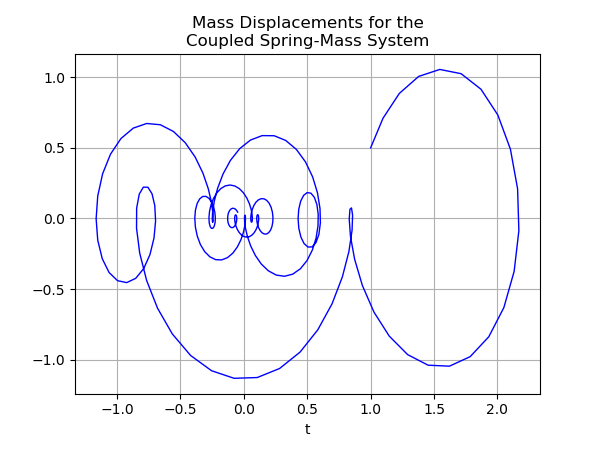 Mass Displacements for the
Coupled Spring-Mass System
1.0
0.5
0.0
−0.5
−1.0
−1.0 −0.5 0.0 0.5 1.0 1.5 2.0
t